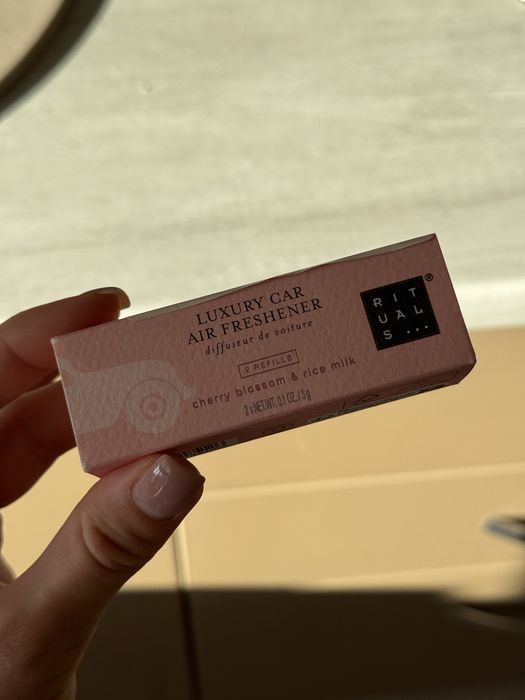 LUXURY CAR
AIR FRESHENER
diffuseur de voiture
2 REFILLS
cherry blossom & rice milk
2 x NET.WT. 0.1 OZ. / 3g
RIT
UAL
S...
®